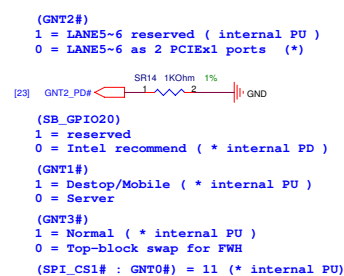 (GNT2#)
1 = LANE5~6 reserved ( internal PU )
0 = LANE5~6 as 2 PCIEx1 ports (*)
SR14 1KOhm 1%
[23] GNT2_PD# 1 2 GND
(SB_GPIO20)
1 = reserved
0 = Intel recommend ( * internal PD )
(GNT1#)
1 = Destop/Mobile ( * internal PU )
0 = Server
(GNT3#)
1 = Normal ( * internal PU )
0 = Top-block swap for FWH
(SPI_CS1# : GNT0#) = 11 (* internal PU)